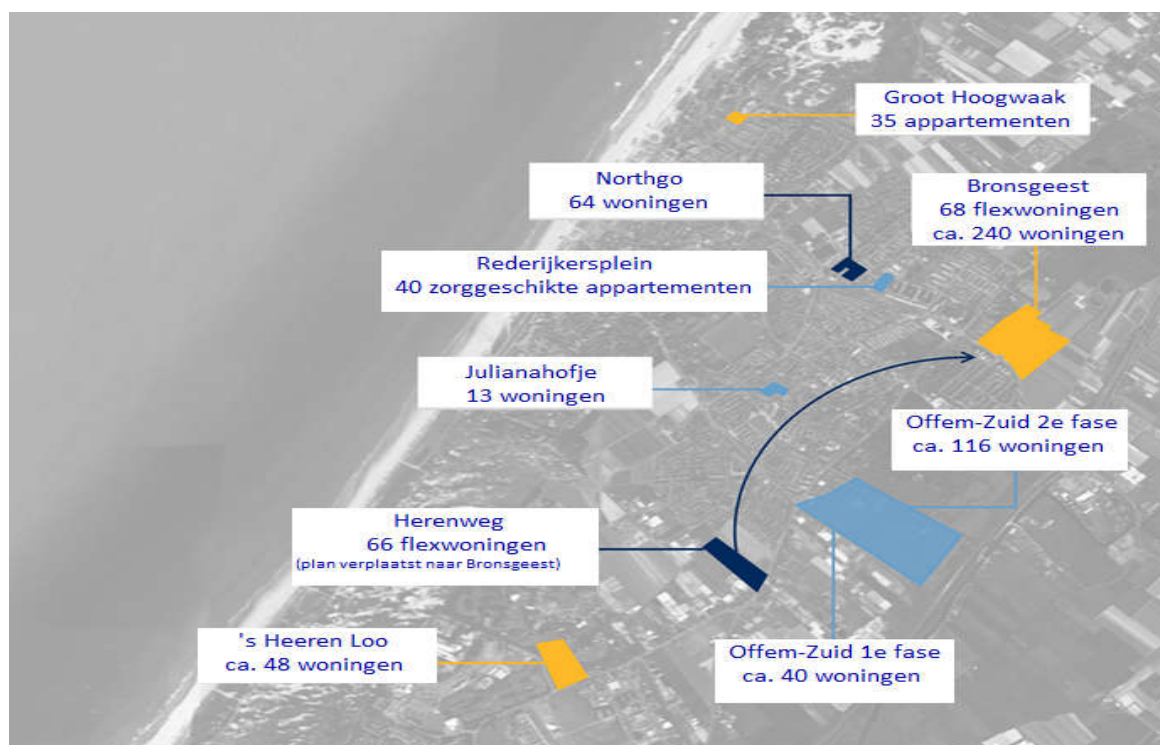 Groot Hoogwaak
35 appartementen
Northgo
64 woningen
Bronsgeest
68 flexwoningen
ca. 240 woningen
Rederijkersplein
40 zorggeschikte appartementen
Julianahofje
13 woningen
Offem-Zuid 2e fase
ca. 116 woningen
Herenweg
66 flexwoningen
(plan verplaatst naar Bronsgeest)
's Heeren Loo
ca. 48 woningen
Offem-Zuid 1e fase
ca. 40 woningen